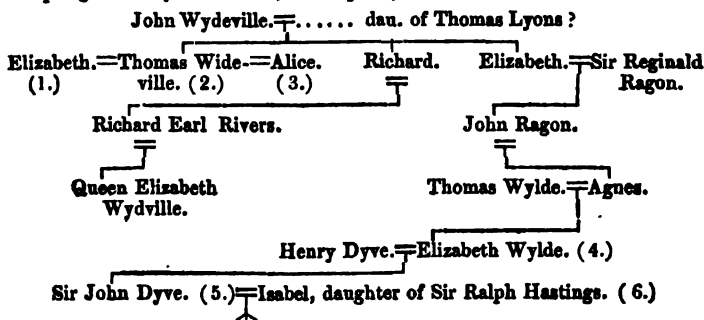 John Wydeville.=...... dau. of Thomas Lyons ?
Elizabeth.=Thomas Wide-=Alice. Richard. Elizabeth.=Sir Reginald
(1.) ville. (2.) (3.) Ragon.
Richard Earl Rivers. John Ragon.
Queen Elizabeth Thomas Wylde.=Agnes.
Wydville.
Henry Dyve.=Elizabeth Wylde. (4.)
Sir John Dyve. (5.)=Isabel, daughter of Sir Ralph Hastings. (6.)